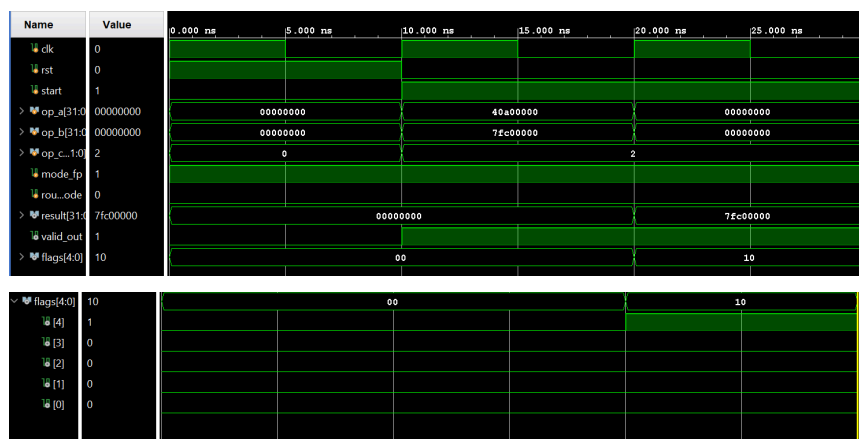 Name Value 0.000 ns 5.000 ns 10.000 ns 15.000 ns 20.000 ns 25.000 ns
clk 0
rst 0
start 1
op_a[31:0 00000000 00000000 40a00000 00000000
op_b[31:0 00000000 00000000 7fc00000 00000000
op_c...1:0] 2 0 2
mode_fp 1
rou...ode 0
result[31:0 7fc00000 00000000 7fc00000
valid_out 1
flags[4:0] 10 00 10
flags[4:0] 10 00 10
[4] 1
[3] 0
[2] 0
[1] 0
[0] 0